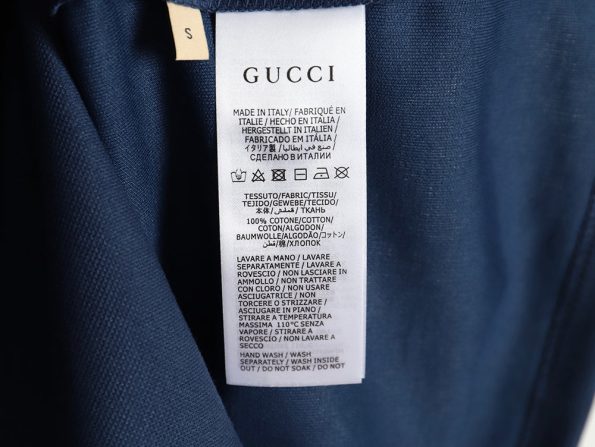 S
GUCCI
MADE IN ITALY/ FABRIQUÉ EN
ITALIE / HECHO EN ITALIA/
HERGESTELLT IN ITALIEN /
FABRICADO EM ITÁLIA/
イタリア製 / صنع في ايطاليا/
СДЕЛАНО В ИТАЛИИ
TESSUTO/FABRIC/TISSU/
TEJIDO/GEWEBE/TECIDO/
本体/ قماش/ ТКАНЬ
100% COTONE/COTTON/
COTON/ALGODON/
BAUMWOLLE/ALGODÃO/コットン/
قطن/棉/ХЛОПОК
LAVARE A MANO / LAVARE
SEPARATAMENTE / LAVARE A
ROVESCIO / NON LASCIARE IN
AMMOLLO / NON TRATTARE
CON CLORO / NON USARE
ASCIUGATRICE / NON
TORCERE O STRIZZARE /
ASCIUGARE IN PIANO /
STIRARE A TEMPERATURA
MASSIMA 110°C SENZA
VAPORE / STIRARE A
ROVESCIO / NON LAVARE A
SECCO
HAND WASH / WASH
SEPARATELY / WASH INSIDE
OUT / DO NOT SOAK / DO NOT